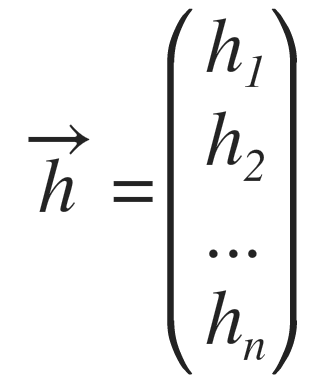 h₁
h₂
→h =
...
hₙ